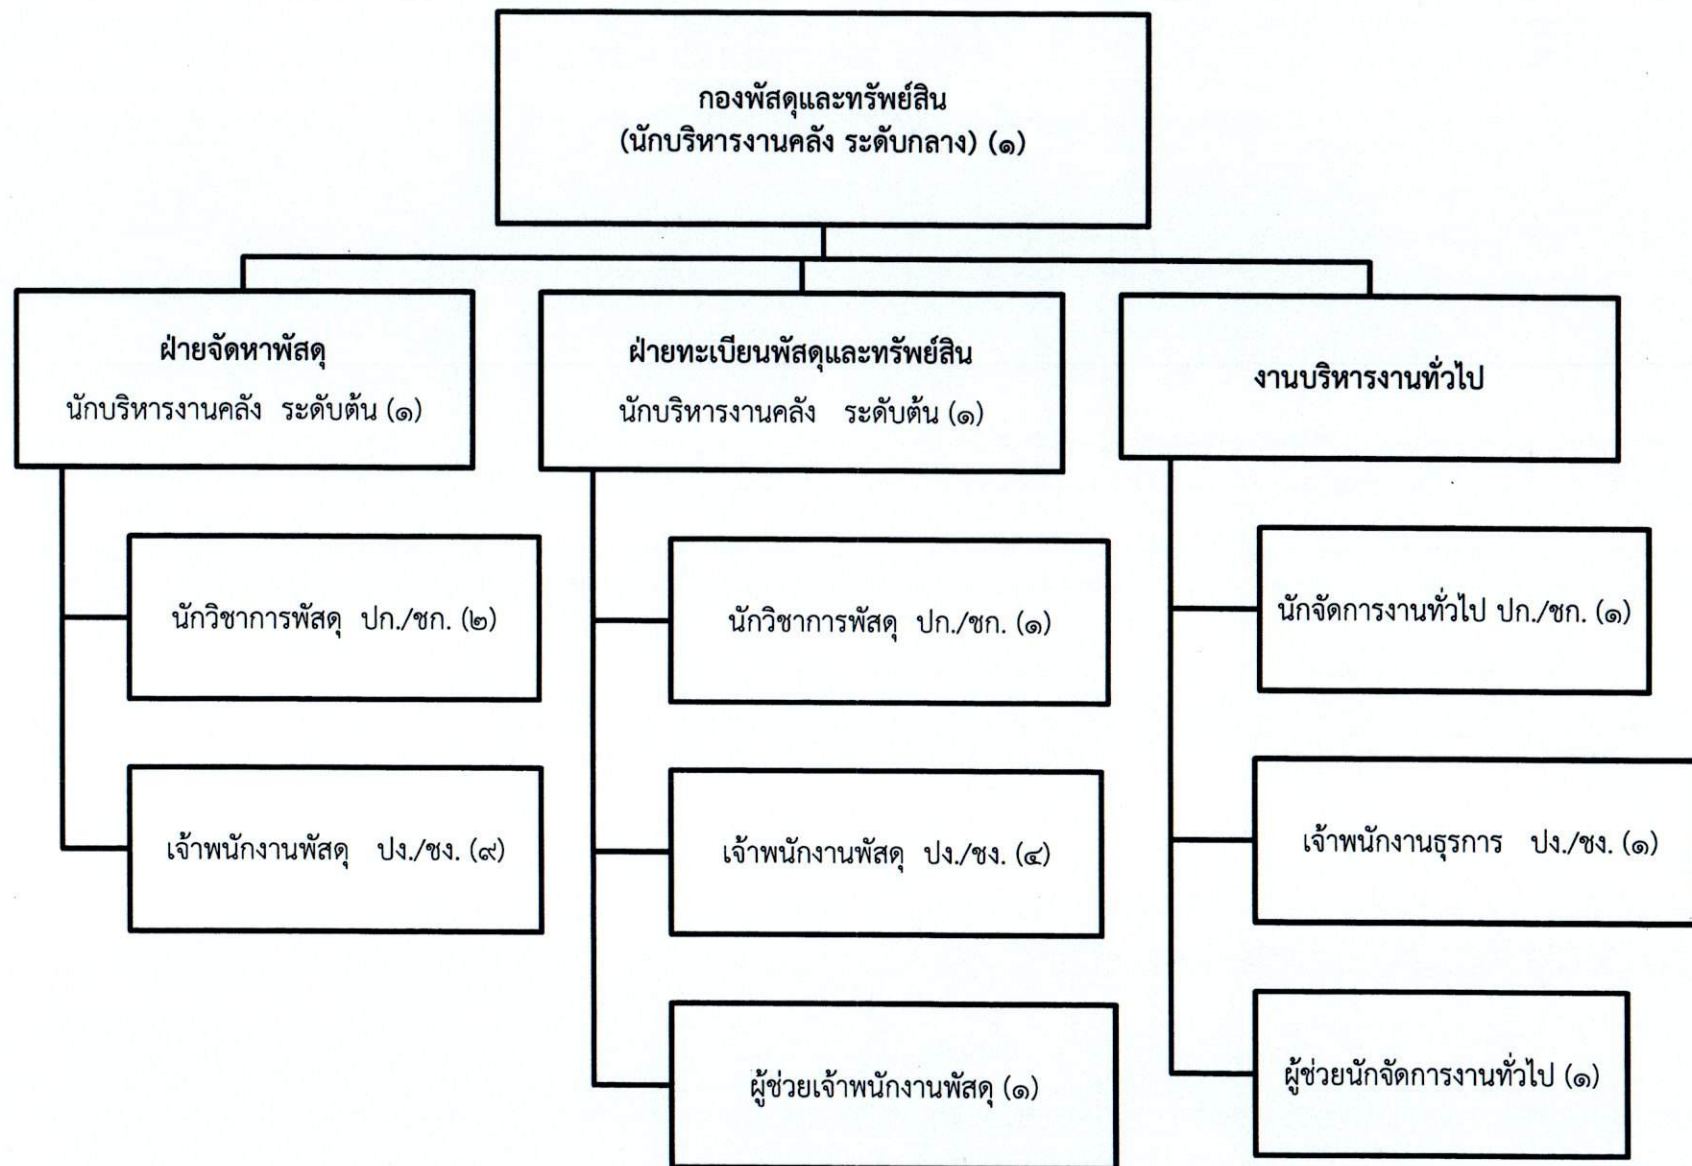 กองพัสดุและทรัพย์สิน
(นักบริหารงานคลัง ระดับกลาง) (๑)
ฝ่ายจัดหาพัสดุ
นักบริหารงานคลัง ระดับต้น (๑)
ฝ่ายทะเบียนพัสดุและทรัพย์สิน
นักบริหารงานคลัง ระดับต้น (๑)
งานบริหารงานทั่วไป
นักวิชาการพัสดุ ปก./ชก. (๒)
นักวิชาการพัสดุ ปก./ชก. (๑)
นักจัดการงานทั่วไป ปก./ชก. (๑)
เจ้าพนักงานพัสดุ ปง./ชง. (๙)
เจ้าพนักงานพัสดุ ปง./ชง. (๔)
เจ้าพนักงานธุรการ ปง./ชง. (๑)
ผู้ช่วยเจ้าพนักงานพัสดุ (๑)
ผู้ช่วยนักจัดการงานทั่วไป (๑)